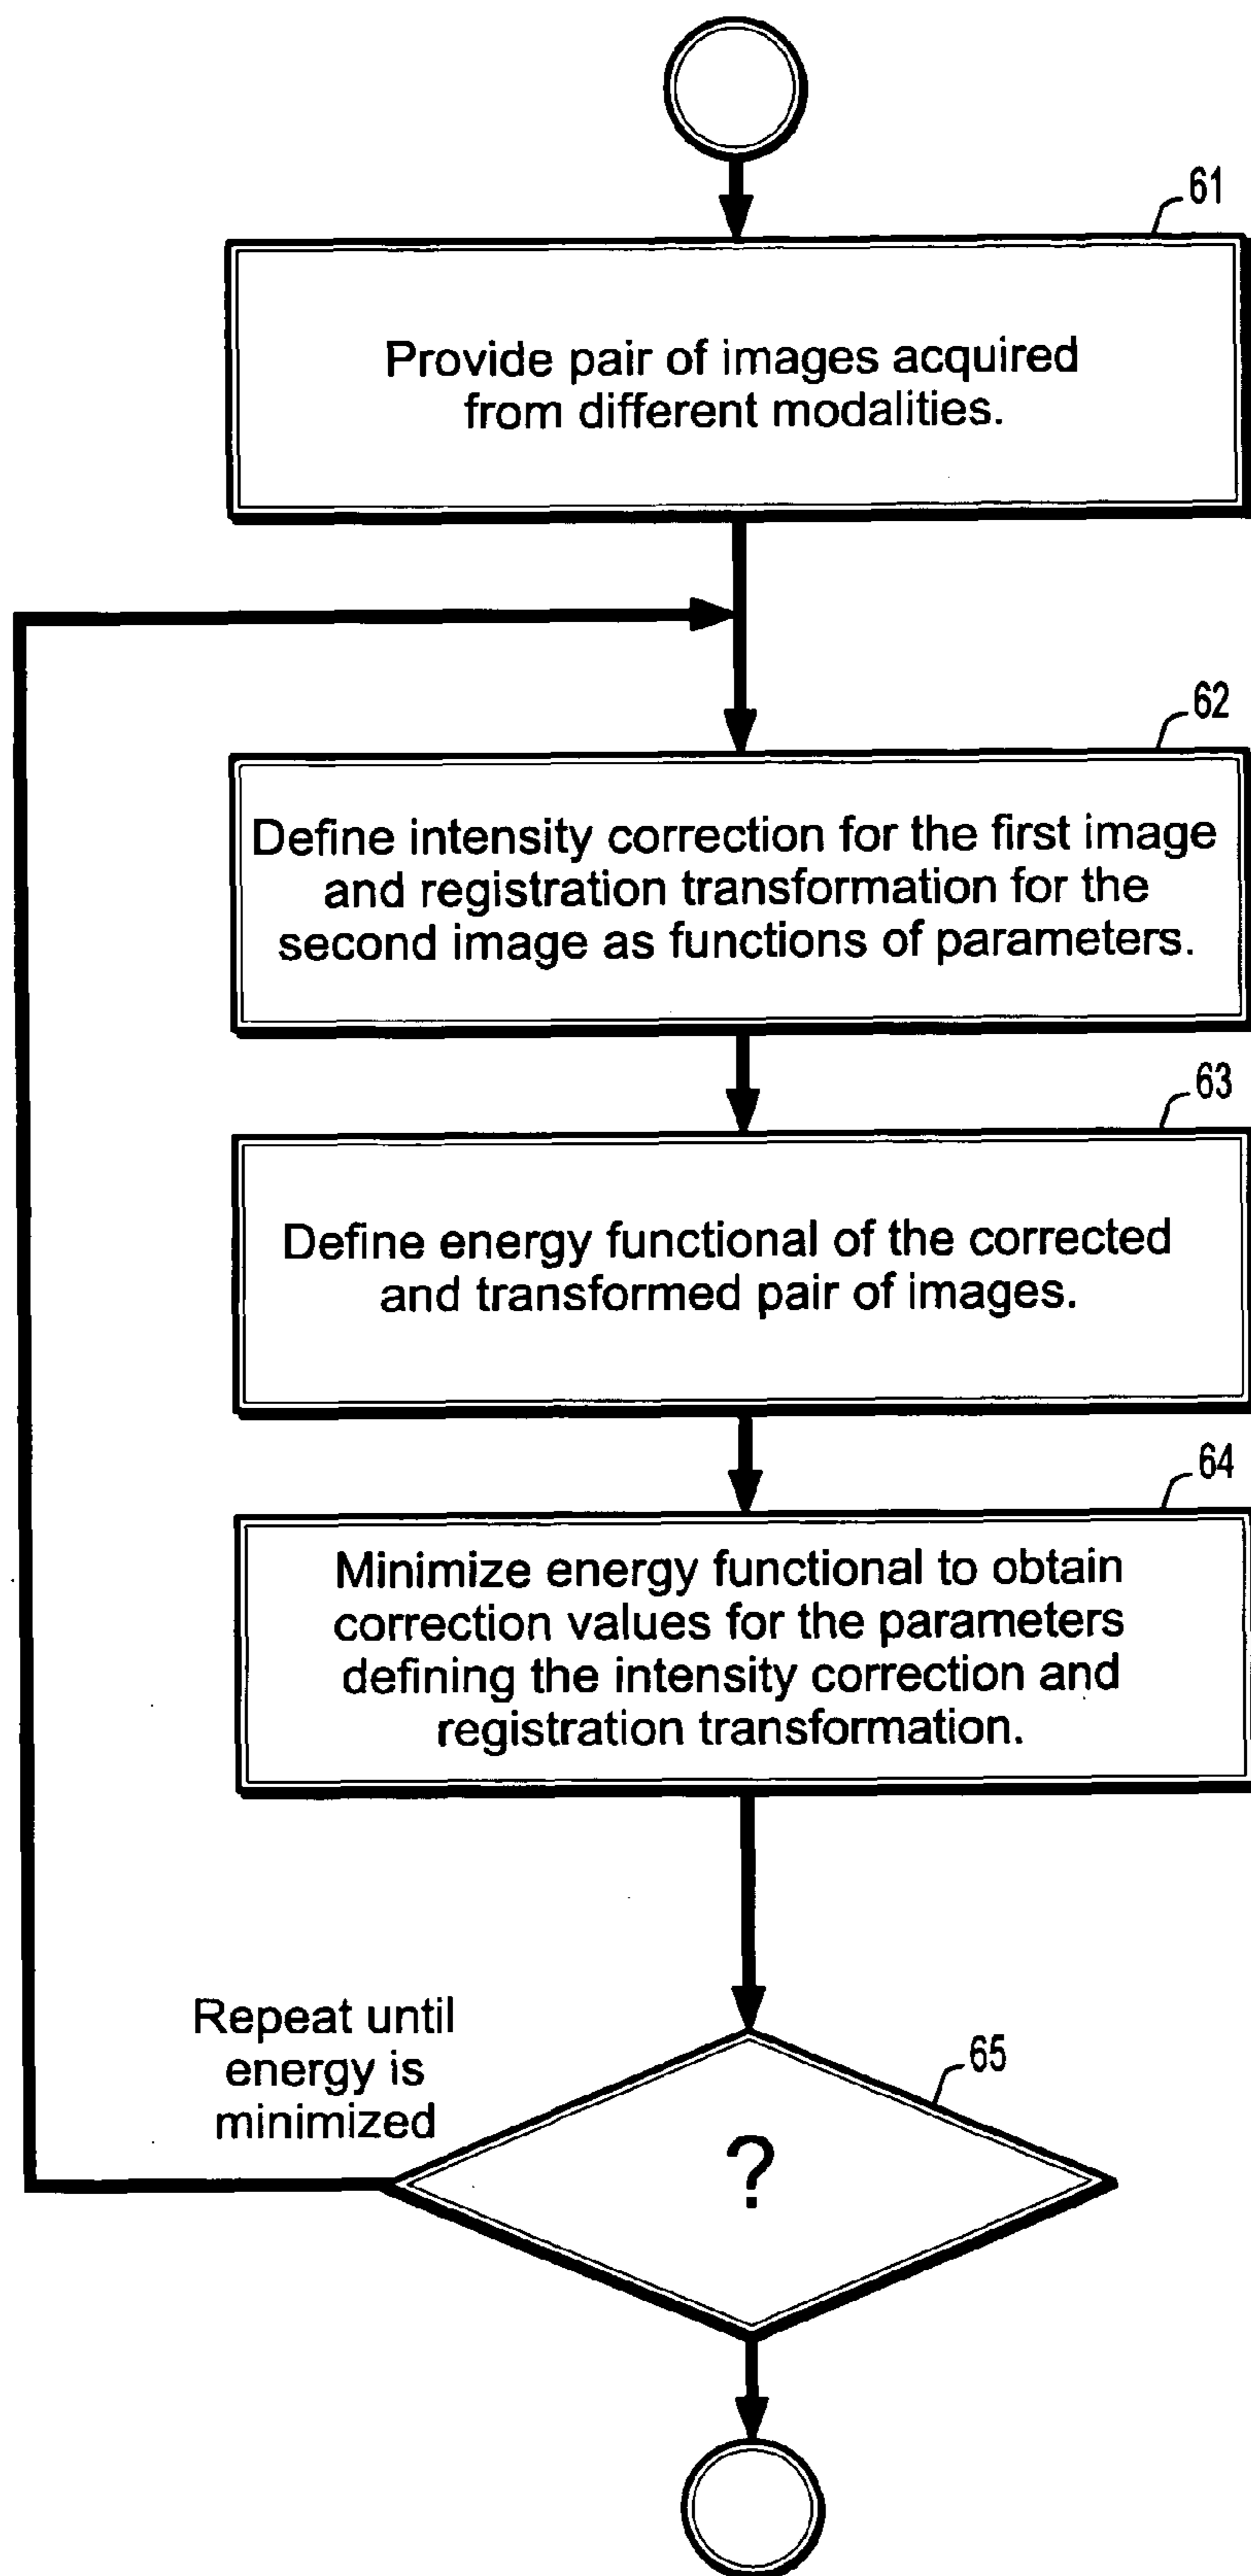 61
Provide pair of images acquired
from different modalities.
62
Define intensity correction for the first image
and registration transformation for the
second image as functions of parameters.
63
Define energy functional of the corrected
and transformed pair of images.
64
Minimize energy functional to obtain
correction values for the parameters
defining the intensity correction and
registration transformation.
Repeat until
energy is
minimized
65
?